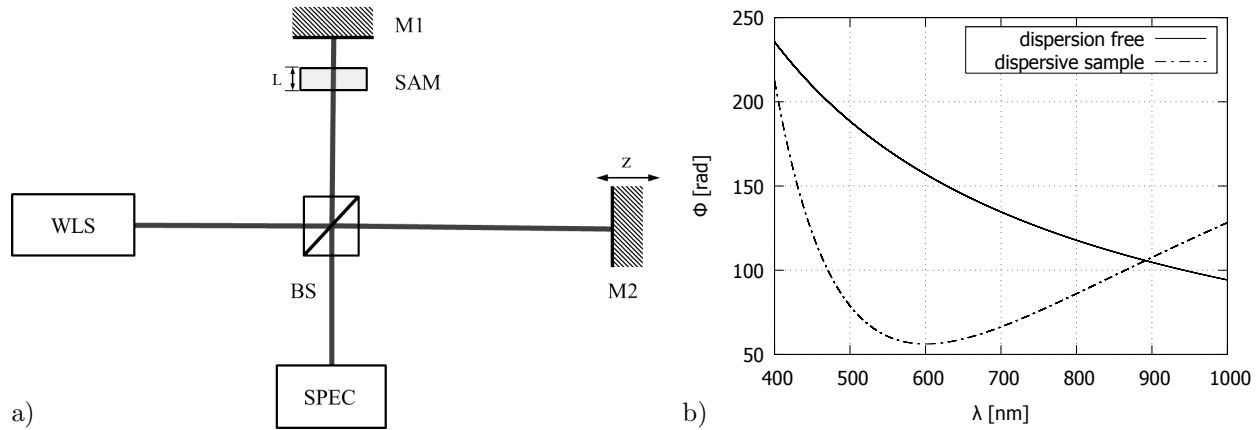 M1
L
SAM
z
WLS
BS
M2
SPEC
a)
250
200
150
100
50
Φ [rad]
dispersion free
dispersive sample
400 500 600 700 800 900 1000
λ [nm]
b)